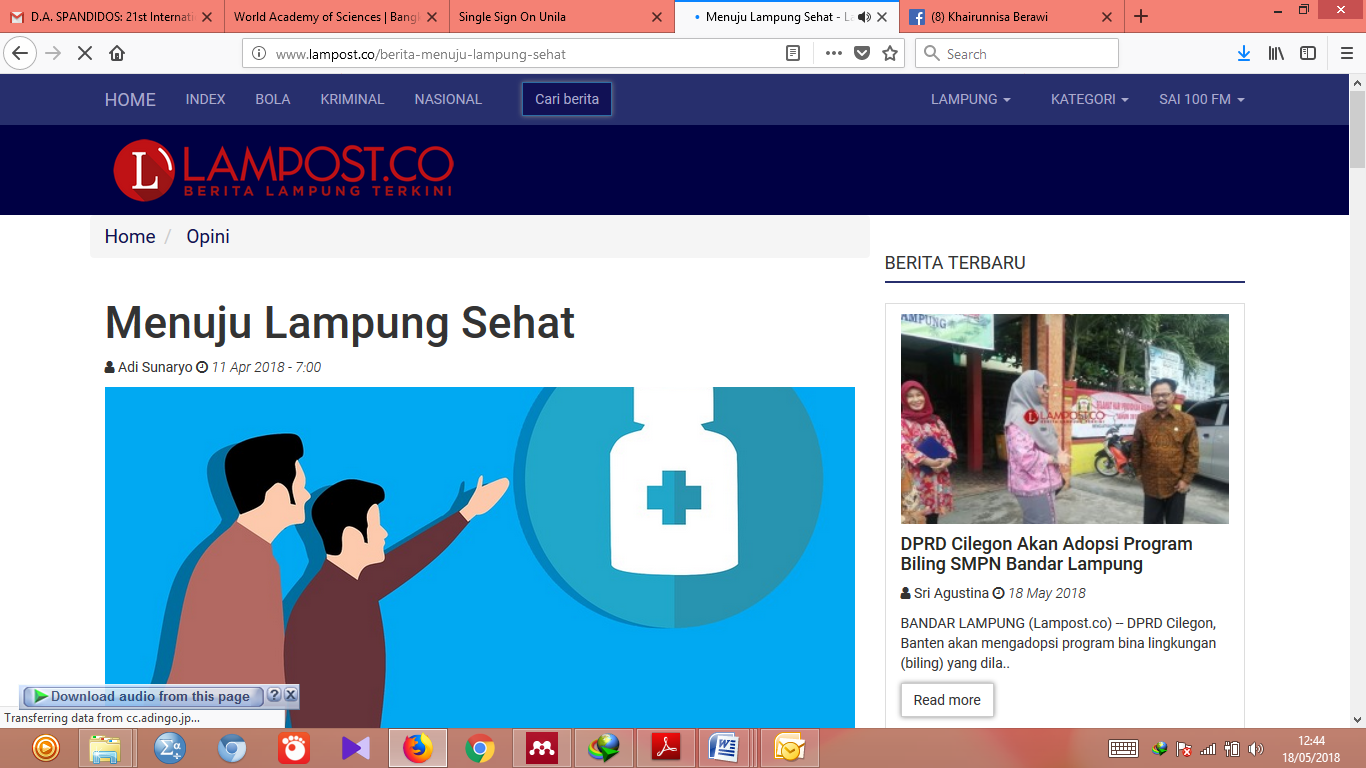 D.A. SPANDIDOS: 21st Internati
World Academy of Sciences | Bangl
Single Sign On Unila
Menuju Lampung Sehat - La
(8) Khairunnisa Berawi
www.lampost.co/berita-menuju-lampung-sehat
Search
HOME INDEX BOLA KRIMINAL NASIONAL Cari berita LAMPUNG KATEGORI SAI 100 FM
L LAMPOST.CO
BERITA LAMPUNG TERKINI
Home / Opini
Menuju Lampung Sehat
Adi Sunaryo 11 Apr 2018 - 7:00
BERITA TERBARU
AMPUNG
LAMPOST.CO
DPRD Cilegon Akan Adopsi Program
Biling SMPN Bandar Lampung
Sri Agustina 18 May 2018
BANDAR LAMPUNG (Lampost.co) -- DPRD Cilegon,
Banten akan mengadopsi program bina lingkungan
(biling) yang dila..
Read more
Download audio from this page ? X
Transferring data from cc.adingo.jp...
12:44
18/05/2018